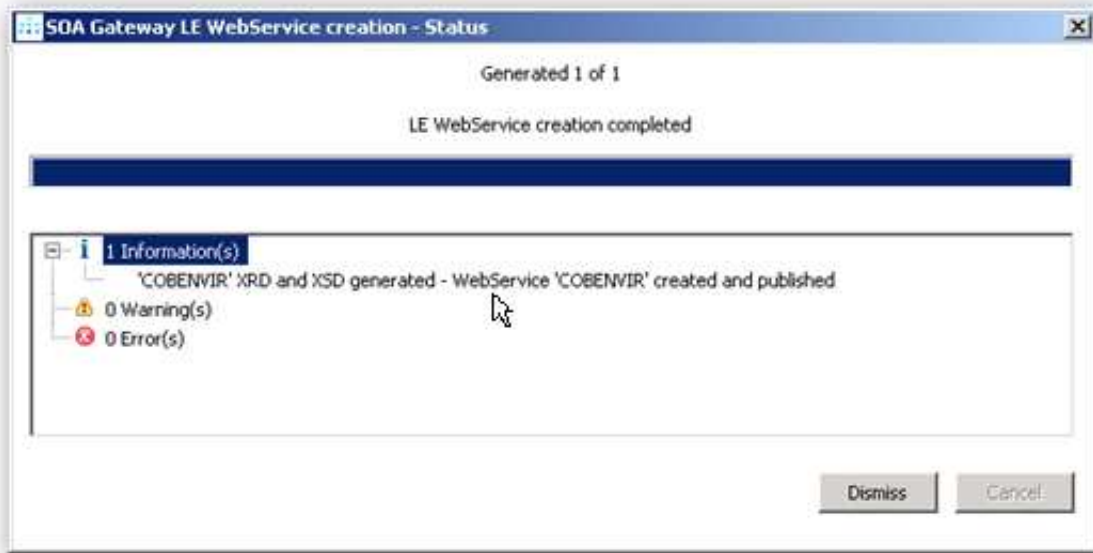 SOA Gateway LE WebService creation - Status
Generated 1 of 1
LE WebService creation completed
1 Information(s)
'COBENVIR' XRD and XSD generated - WebService 'COBENVIR' created and published
0 Warning(s)
0 Error(s)
Dismiss Cancel